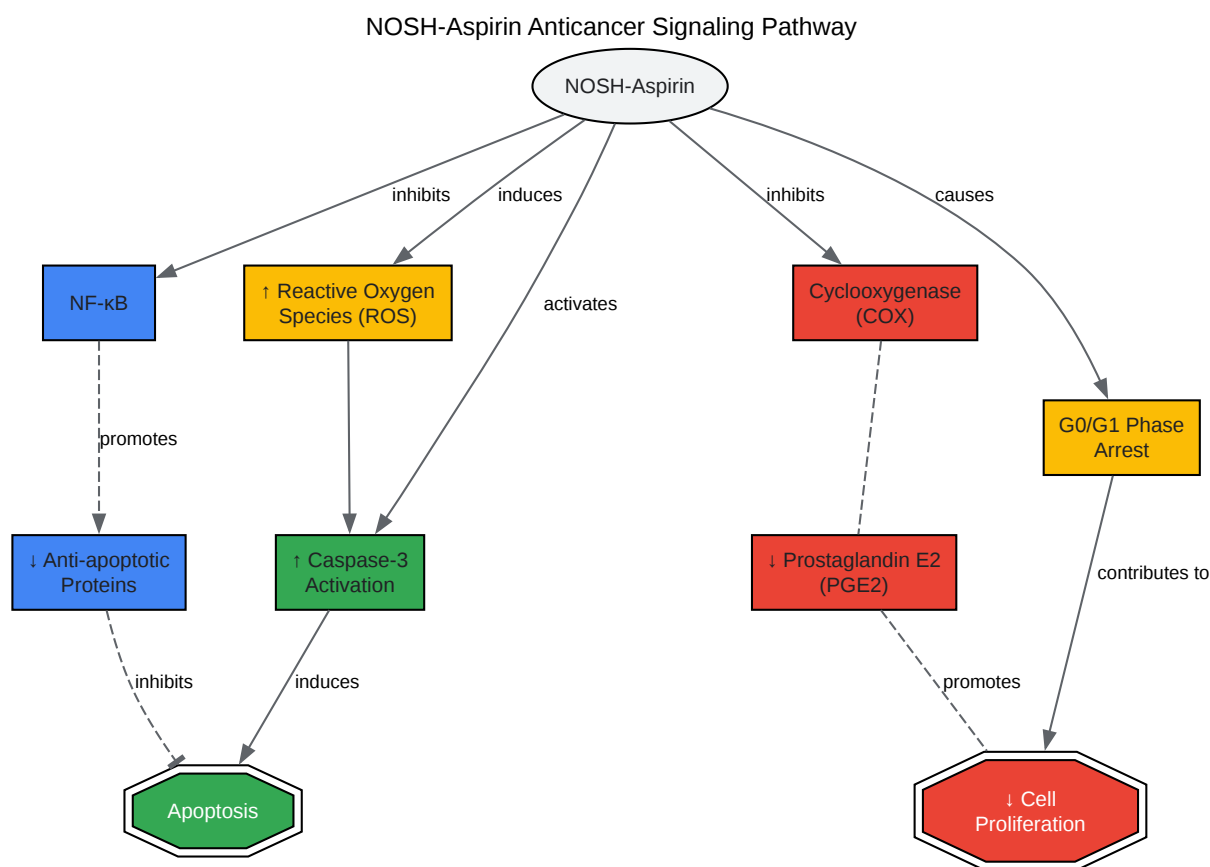 NOSH-Aspirin Anticancer Signaling Pathway
NOSH-Aspirin
inhibits
induces
inhibits
causes
NF-κB
↑ Reactive Oxygen
Species (ROS)
activates
Cyclooxygenase
(COX)
G0/G1 Phase
Arrest
promotes
↓ Anti-apoptotic
Proteins
↑ Caspase-3
Activation
↓ Prostaglandin E2
(PGE2)
contributes to
inhibits
induces
promotes
Apoptosis
↓ Cell
Proliferation